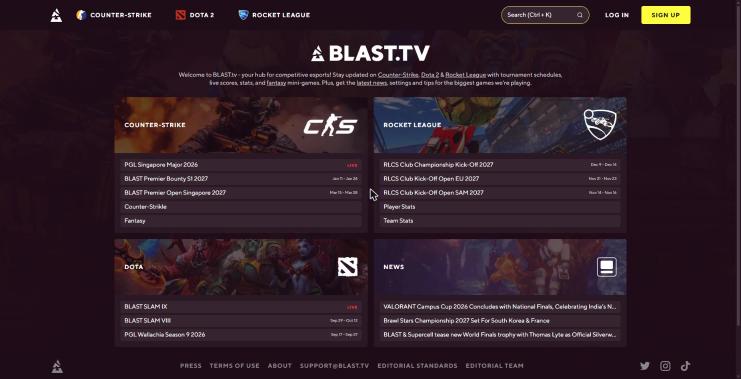 COUNTER-STRIKE
DOTA 2
ROCKET LEAGUE
Search (Ctrl + K)
LOG IN
SIGN UP
BLAST.TV
Welcome to BLAST.tv - your hub for competitive esports! Stay updated on Counter-Strike, Dota 2 & Rocket League with tournament schedules,
live scores, stats, and fantasy mini-games. Plus, get the latest news, settings and tips for the biggest games we're playing.
COUNTER-STRIKE
CS
PGL Singapore Major 2026 LIVE
BLAST Premier Bounty S1 2027 Jan 11 - Jan 24
BLAST Premier Open Singapore 2027 Mar 15 - Mar 28
Counter-Strikle
Fantasy
ROCKET LEAGUE
RLCS Club Championship Kick-Off 2027 Dec 9 - Dec 14
RLCS Club Kick-Off Open EU 2027 Nov 21 - Nov 23
RLCS Club Kick-Off Open SAM 2027 Nov 14 - Nov 16
Player Stats
Team Stats
DOTA
BLAST SLAM IX LIVE
BLAST SLAM VIII Sep 29 - Oct 12
PGL Wallachia Season 9 2026 Sep 17 - Sep 27
NEWS
VALORANT Campus Cup 2026 Concludes with National Finals, Celebrating India's N...
Brawl Stars Championship 2027 Set For South Korea & France
BLAST & Supercell tease new World Finals trophy with Thomas Lyte as Official Silverw...
PRESS TERMS OF USE ABOUT SUPPORT@BLAST.TV EDITORIAL STANDARDS EDITORIAL TEAM